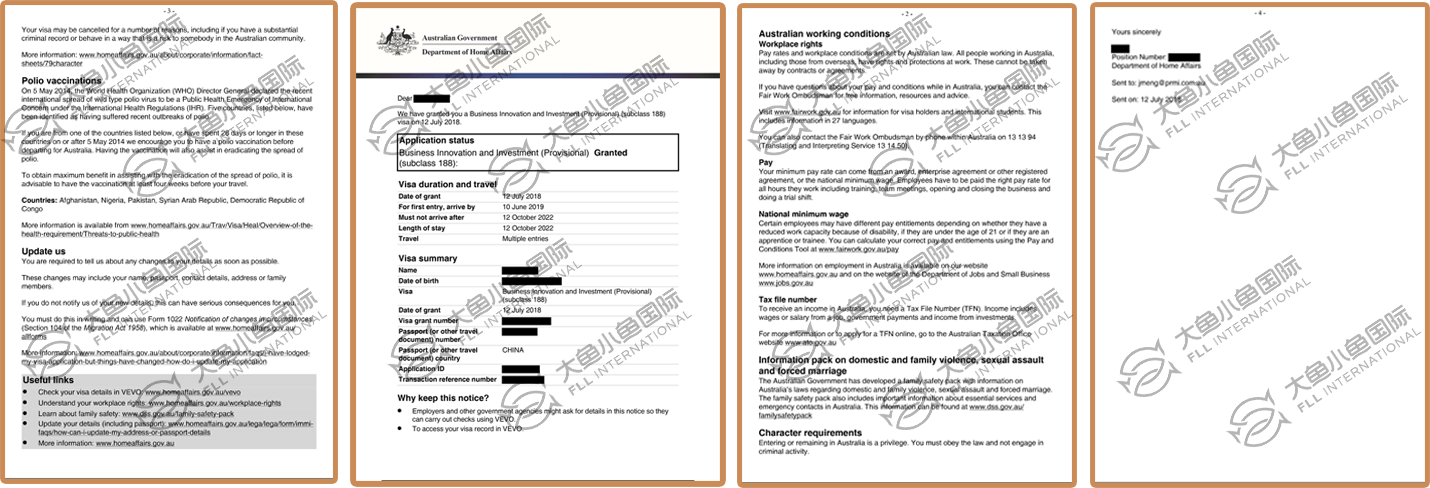 - 3 -
Your visa may be cancelled for a number of reasons, including if you have a substantial
criminal record or behave in a way that is a risk to somebody in the Australian community.
More information: www.homeaffairs.gov.au/about/corporate/information/fact-
sheets/79character
Polio vaccinations
On 5 May 2014, the World Health Organization (WHO) Director General declared the recent
international spread of wild type polio virus to be a Public Health Emergency of International
Concern under the International Health Regulations (IHR). Five countries, listed below, have
been identified as having suffered recent outbreaks of polio.
If you are from one of the countries listed below, or have spent 28 days or longer in these
countries on or after 5 May 2014 we encourage you to have a polio vaccination before
departing for Australia. Having the vaccination will also assist in eradicating the spread of
polio.
To obtain maximum benefit in assisting with the eradication of the spread of polio, it is
advisable to have the vaccination at least four weeks before your travel.
Countries: Afghanistan, Nigeria, Pakistan, Syrian Arab Republic, Democratic Republic of
Congo
More information is available from www.homeaffairs.gov.au/Trav/Visa/Heal/Overview-of-the-
health-requirement/Threats-to-public-health
Update us
You are required to tell us about any changes to your details as soon as possible.
These changes may include your name, passport, contact details, address or family
members.
If you do not notify us of your new details, this can have serious consequences for you.
You must do this in writing and can use Form 1022 Notification of changes in circumstances
(Section 104 of the Migration Act 1958), which is available at www.homeaffairs.gov.au/
allforms
More information: www.homeaffairs.gov.au/about/corporate/information/faqs/i-have-lodged-
my-visa-application-but-things-have-changed-how-do-i-update-my-application
Useful links
• Check your visa details in VEVO: www.homeaffairs.gov.au/vevo
• Understand your workplace rights: www.homeaffairs.gov.au/workplace-rights
• Learn about family safety: www.dss.gov.au/family-safety-pack
• Update your details (including passport): www.homeaffairs.gov.au/lega/lega/form/immi-
faqs/how-can-i-update-my-address-or-passport-details
• More information: www.homeaffairs.gov.au
Australian Government
Department of Home Affairs
Dear
We have granted you a Business Innovation and Investment (Provisional) (subclass 188)
visa on 12 July 2018.
Application status
Business Innovation and Investment (Provisional) Granted
(subclass 188):
Visa duration and travel
Date of grant 12 July 2018
For first entry, arrive by 10 June 2019
Must not arrive after 12 October 2022
Length of stay 12 October 2022
Travel Multiple entries
Visa summary
Name
Date of birth
Visa Business Innovation and Investment (Provisional)
(subclass 188)
Date of grant 12 July 2018
Visa grant number
Passport (or other travel
document) number
Passport (or other travel CHINA
document) country
Application ID
Transaction reference number
Why keep this notice?
• Employers and other government agencies might ask for details in this notice so they
can carry out checks using VEVO
• To access your visa record in VEVO
- 2 -
Australian working conditions
Workplace rights
Pay rates and workplace conditions are set by Australian law. All people working in Australia,
including those from overseas, have rights and protections at work. These cannot be taken
away by contracts or agreements.
If you have questions about your pay and conditions while in Australia, you can contact the
Fair Work Ombudsman for free information, resources and advice.
Visit www.fairwork.gov.au for information for visa holders and international students. This
includes information in 27 languages.
You can also contact the Fair Work Ombudsman by phone within Australia on 13 13 94
(Translating and Interpreting Service 13 14 50).
Pay
Your minimum pay rate can come from an award, enterprise agreement or other registered
agreement, or the national minimum wage. Employees have to be paid the right pay rate for
all hours they work including training, team meetings, opening and closing the business and
doing a trial shift.
National minimum wage
Certain employees may have different pay entitlements depending on whether they have a
reduced work capacity because of disability, if they are under the age of 21 or if they are an
apprentice or trainee. You can calculate your correct pay and entitlements using the Pay and
Conditions Tool at www.fairwork.gov.au/pay
More information on employment in Australia is available on our website
www.homeaffairs.gov.au and on the website of the Department of Jobs and Small Business
www.jobs.gov.au
Tax file number
To receive an income in Australia, you need a Tax File Number (TFN). Income includes
wages or salary from a job, government payments and income from investments.
For more information or to apply for a TFN online, go to the Australian Taxation Office
website www.ato.gov.au
Information pack on domestic and family violence, sexual assault
and forced marriage
The Australian Government has developed a family safety pack with information on
Australia's laws regarding domestic and family violence, sexual assault and forced marriage.
The family safety pack also includes important information about essential services and
emergency contacts in Australia. This information can be found at www.dss.gov.au/
familysafetypack
Character requirements
Entering or remaining in Australia is a privilege. You must obey the law and not engage in
criminal activity.
- 4 -
Yours sincerely
Position Number
Department of Home Affairs
Sent to: jmeng@prmi.com.au
Sent on: 12 July 2018
大鱼小鱼国际
FLL INTERNATIONAL